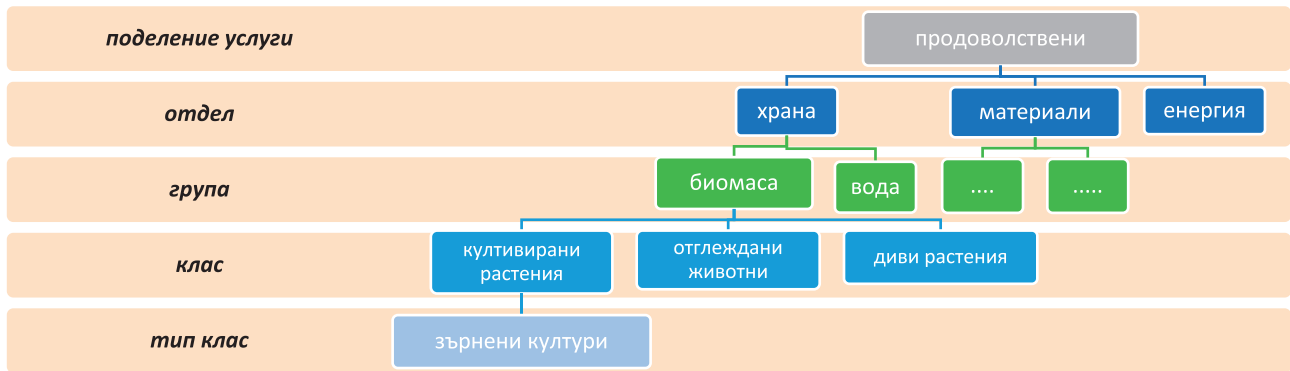 поделение услуги
продоволствени
отдел
храна
материали
енергия
група
биомаса
вода
....
.....
клас
култивирани
растения
отглеждани
животни
диви растения
тип клас
зърнени култури